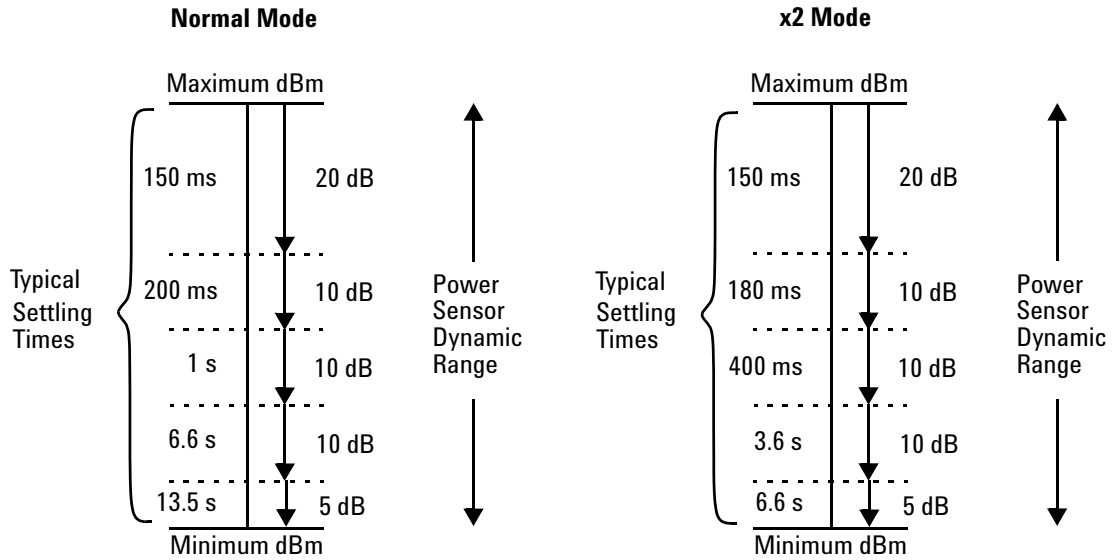 Normal Mode
Maximum dBm
Typical
Settling
Times
150 ms
20 dB
200 ms
10 dB
1 s
10 dB
6.6 s
10 dB
13.5 s
5 dB
Minimum dBm
Power
Sensor
Dynamic
Range
x2 Mode
Maximum dBm
Typical
Settling
Times
150 ms
20 dB
180 ms
10 dB
400 ms
10 dB
3.6 s
10 dB
6.6 s
5 dB
Minimum dBm
Power
Sensor
Dynamic
Range